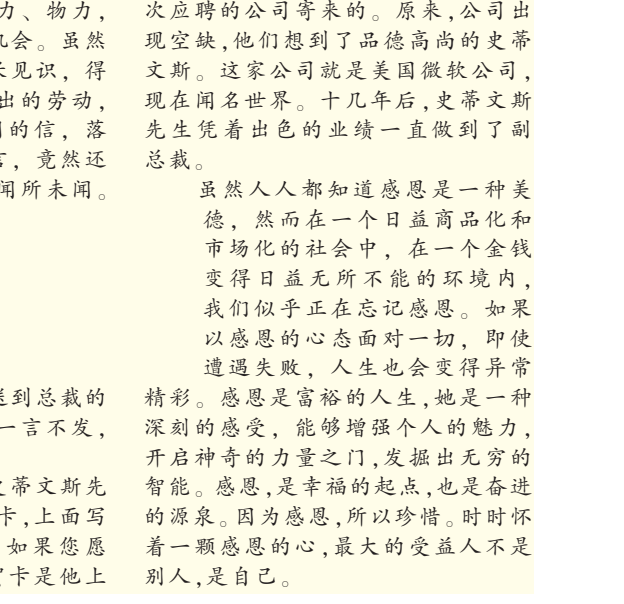 力、物力,
机会。虽然
长见识, 得
出的劳动,
的信, 落
言, 竟然还
闻所未闻。
送到总裁的
一言不发,
史蒂文斯先
卡,上面写
如果您愿
贺卡是他上
次应聘的公司寄来的。原来,公司出
现空缺,他们想到了品德高尚的史蒂
文斯。这家公司就是美国微软公司,
现在闻名世界。十几年后,史蒂文斯
先生凭着出色的业绩一直做到了副
总裁。
虽然人人都知道感恩是一种美
德, 然而在一个日益商品化和
市场化的社会中, 在一个金钱
变得日益无所不能的环境内,
我们似乎正在忘记感恩。如果
以感恩的心态面对一切, 即使
遭遇失败, 人生也会变得异常
精彩。感恩是富裕的人生,她是一种
深刻的感受, 能够增强个人的魅力,
开启神奇的力量之门,发掘出无穷的
智能。感恩,是幸福的起点,也是奋进
的源泉。因为感恩,所以珍惜。时时怀
着一颗感恩的心,最大的受益人不是
别人,是自己。